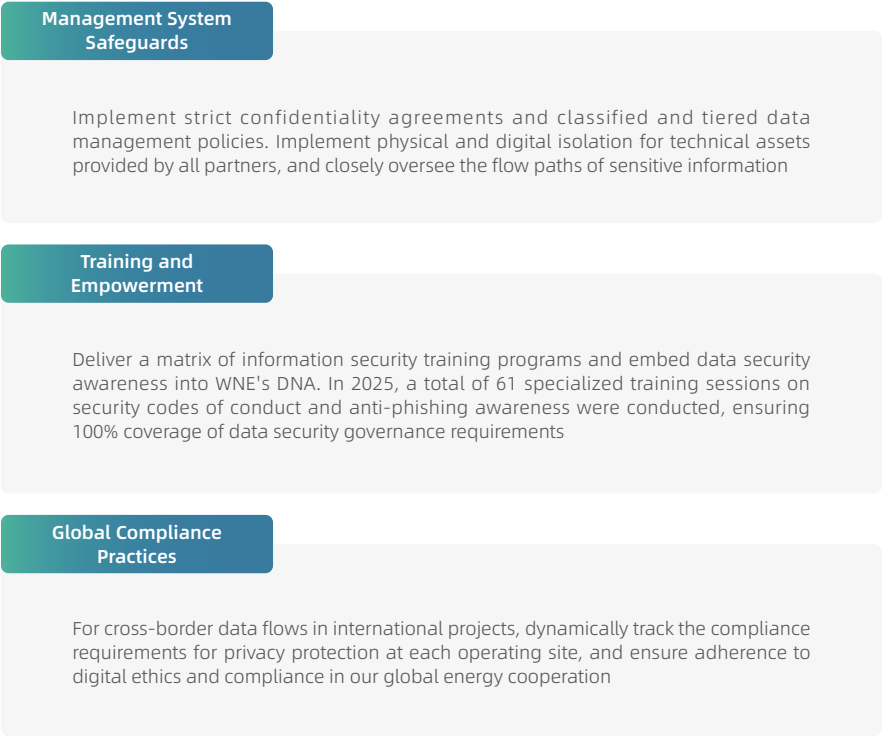 Management System
Safeguards
Implement strict confidentiality agreements and classified and tiered data
management policies. Implement physical and digital isolation for technical assets
provided by all partners, and closely oversee the flow paths of sensitive information
Training and
Empowerment
Deliver a matrix of information security training programs and embed data security
awareness into WNE's DNA. In 2025, a total of 61 specialized training sessions on
security codes of conduct and anti-phishing awareness were conducted, ensuring
100% coverage of data security governance requirements
Global Compliance
Practices
For cross-border data flows in international projects, dynamically track the compliance
requirements for privacy protection at each operating site, and ensure adherence to
digital ethics and compliance in our global energy cooperation